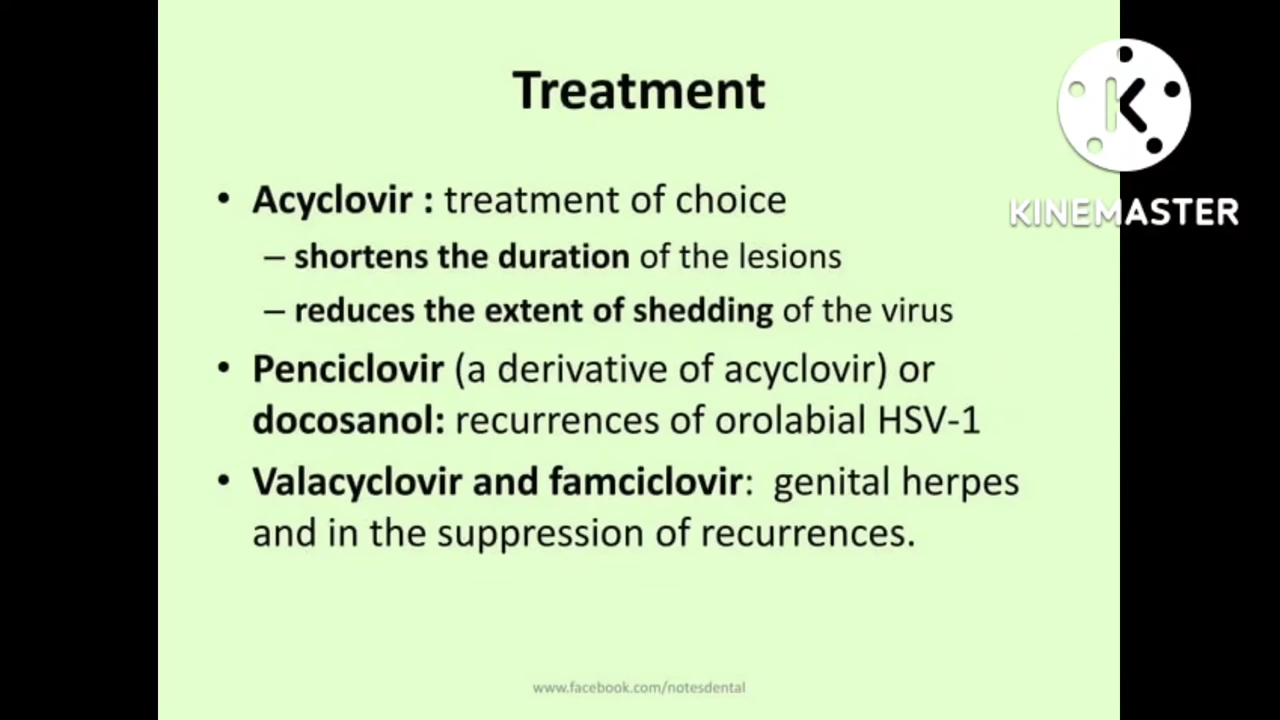 Treatment
• Acyclovir : treatment of choice
– shortens the duration of the lesions
– reduces the extent of shedding of the virus
• Penciclovir (a derivative of acyclovir) or
docosanol: recurrences of orolabial HSV-1
• Valacyclovir and famciclovir:  genital herpes
and in the suppression of recurrences.
www.facebook.com/notesdental
K
KINEMASTER